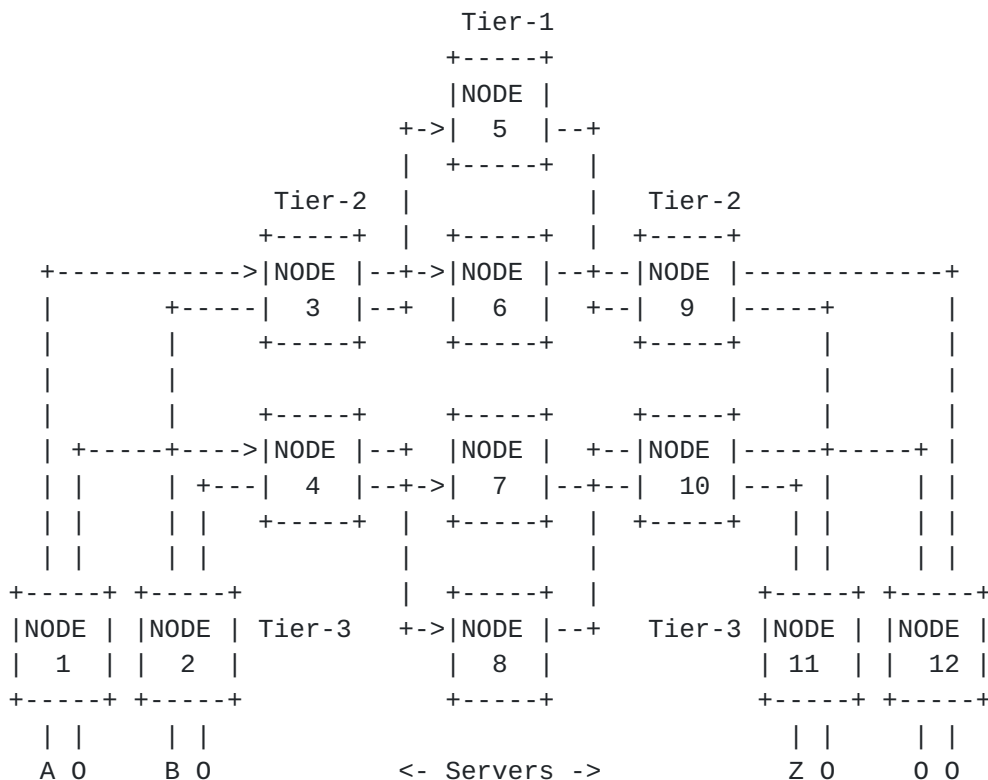 Tier-1
+-----+
|NODE |
+->|  5  |--+
|  +-----+  |
Tier-2  |           |   Tier-2
+-----+  |  +-----+  |  +-----+
+------------>|NODE |--+->|NODE |--+--|NODE |-------------+
|       +-----|  3  |--+  |  6  |  +--|  9  |-----+       |
|       |     +-----+     +-----+     +-----+     |       |
|       |                                         |       |
|       |     +-----+     +-----+     +-----+     |       |
| +-----+---->|NODE |--+  |NODE |  +--|NODE |-----+-----+ |
| |     | +---|  4  |--+->|  7  |--+--|  10 |---+ |     | |
| |     | |   +-----+  |  +-----+  |  +-----+   | |     | |
| |     | |            |           |            | |     | |
+-----+ +-----+          |  +-----+  |          +-----+ +-----+
|NODE | |NODE | Tier-3   +->|NODE |--+   Tier-3 |NODE | |NODE |
|  1  | |  2  |             |  8  |             | 11  | |  12 |
+-----+ +-----+             +-----+             +-----+ +-----+
| |     | |                                     | |     | |
A O     B O            <- Servers ->            Z O     O O